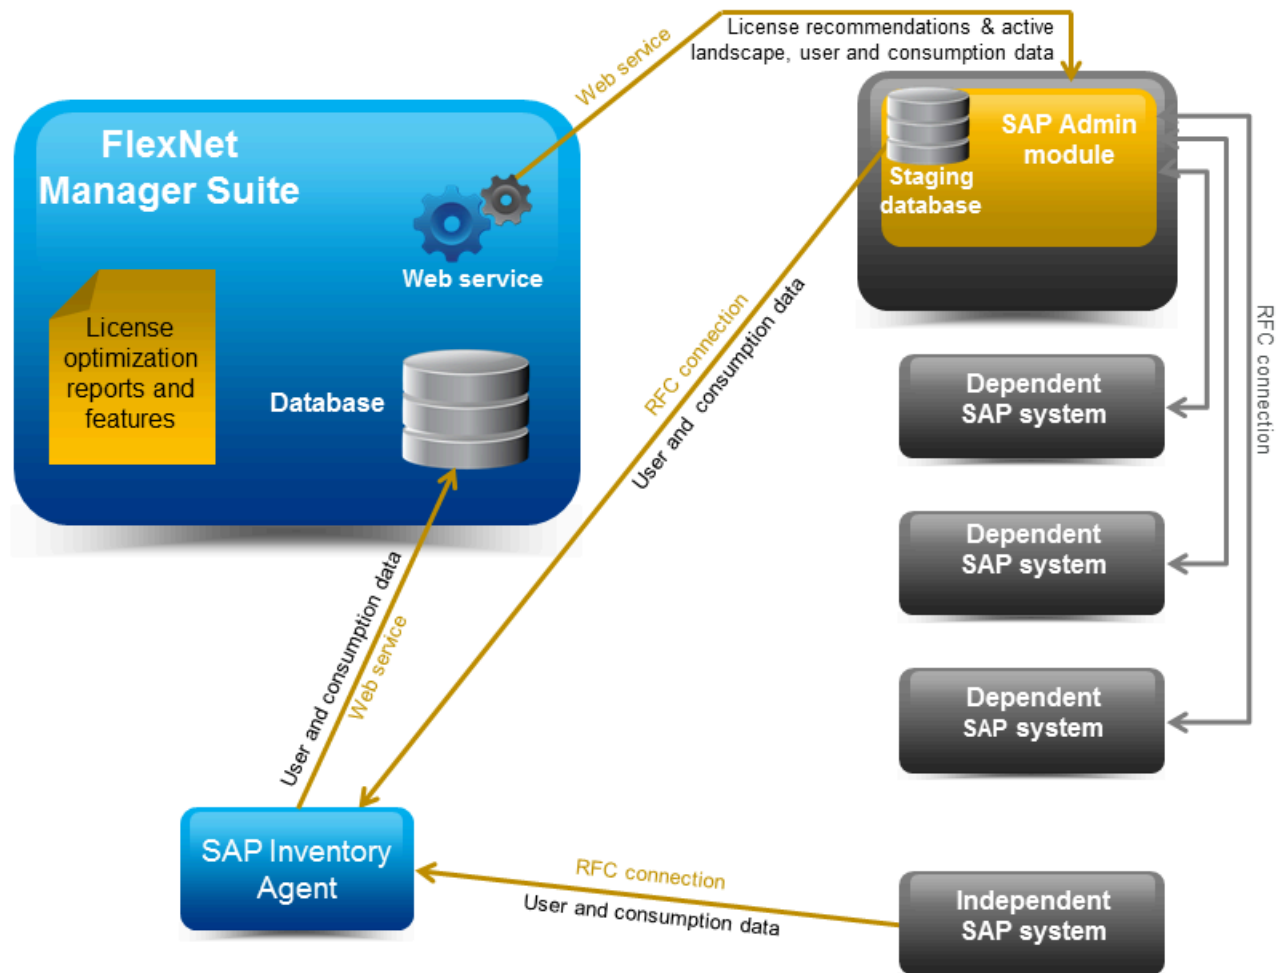 License recommendations & active
landscape, user and consumption data
Web service
FlexNet
Manager Suite
Web service
License
optimization
reports and
features
Database
SAP Admin
module
Staging
database
RFC connection
User and consumption data
RFC connection
Dependent
SAP system
Dependent
SAP system
Dependent
SAP system
User and consumption data
Web service
SAP Inventory
Agent
RFC connection
User and consumption data
Independent
SAP system